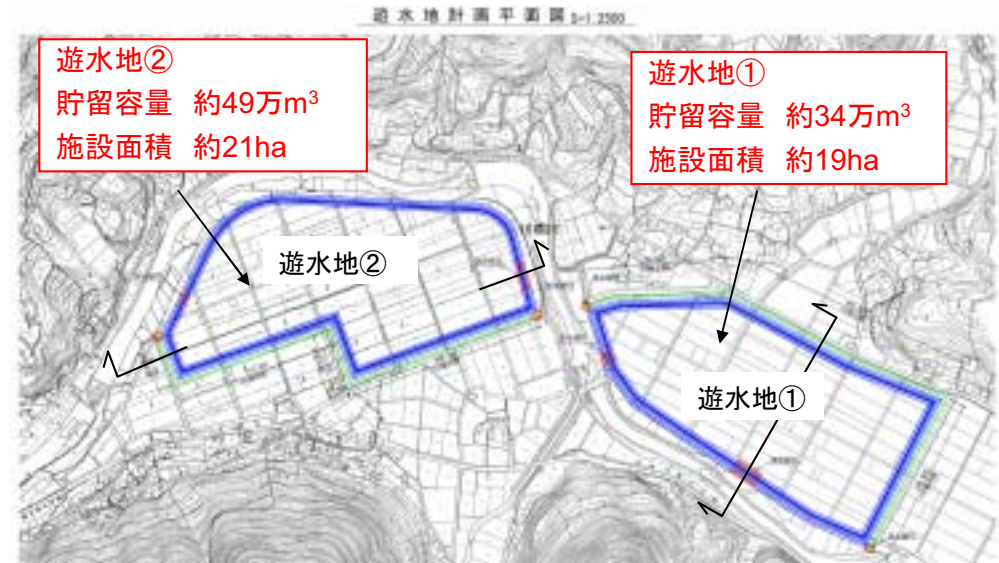 遊水地計画平面図 S=1:2500
遊水地②
貯留容量 約49万m³
施設面積 約21ha
遊水地①
貯留容量 約34万m³
施設面積 約19ha
遊水地②
遊水地①